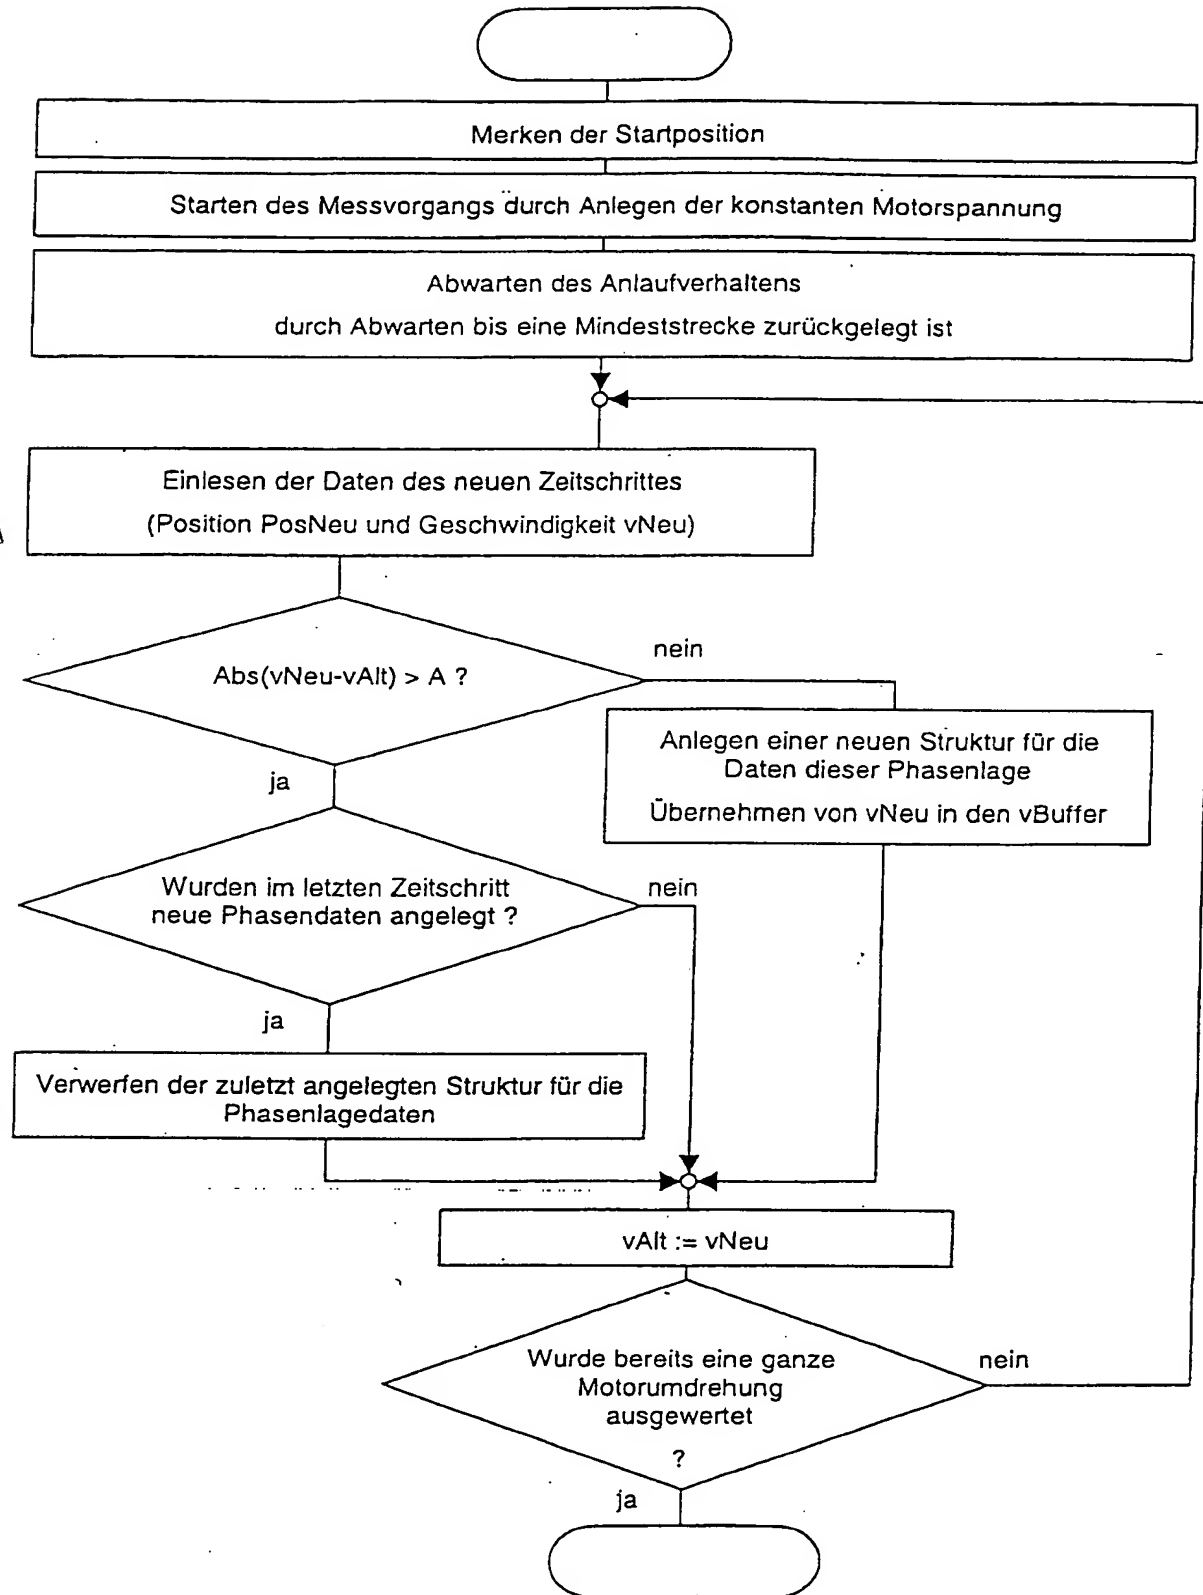 Merken der Startposition
Starten des Messvorgangs durch Anlegen der konstanten Motorspannung
Abwarten des Anlaufverhaltens
durch Abwarten bis eine Mindeststrecke zurückgelegt ist
Einlesen der Daten des neuen Zeitschrittes
(Position PosNeu und Geschwindigkeit vNeu)
Abs(vNeu-vAlt) > A ?
nein
Anlegen einer neuen Struktur für die
Daten dieser Phasenlage
Übernehmen von vNeu in den vBuffer
ja
Wurden im letzten Zeitschritt
neue Phasendaten angelegt ?
nein
ja
Verwerfen der zuletzt angelegten Struktur für die
Phasenlagedaten
vAlt := vNeu
Wurde bereits eine ganze
Motorumdrehung
ausgewertet
?
nein
ja